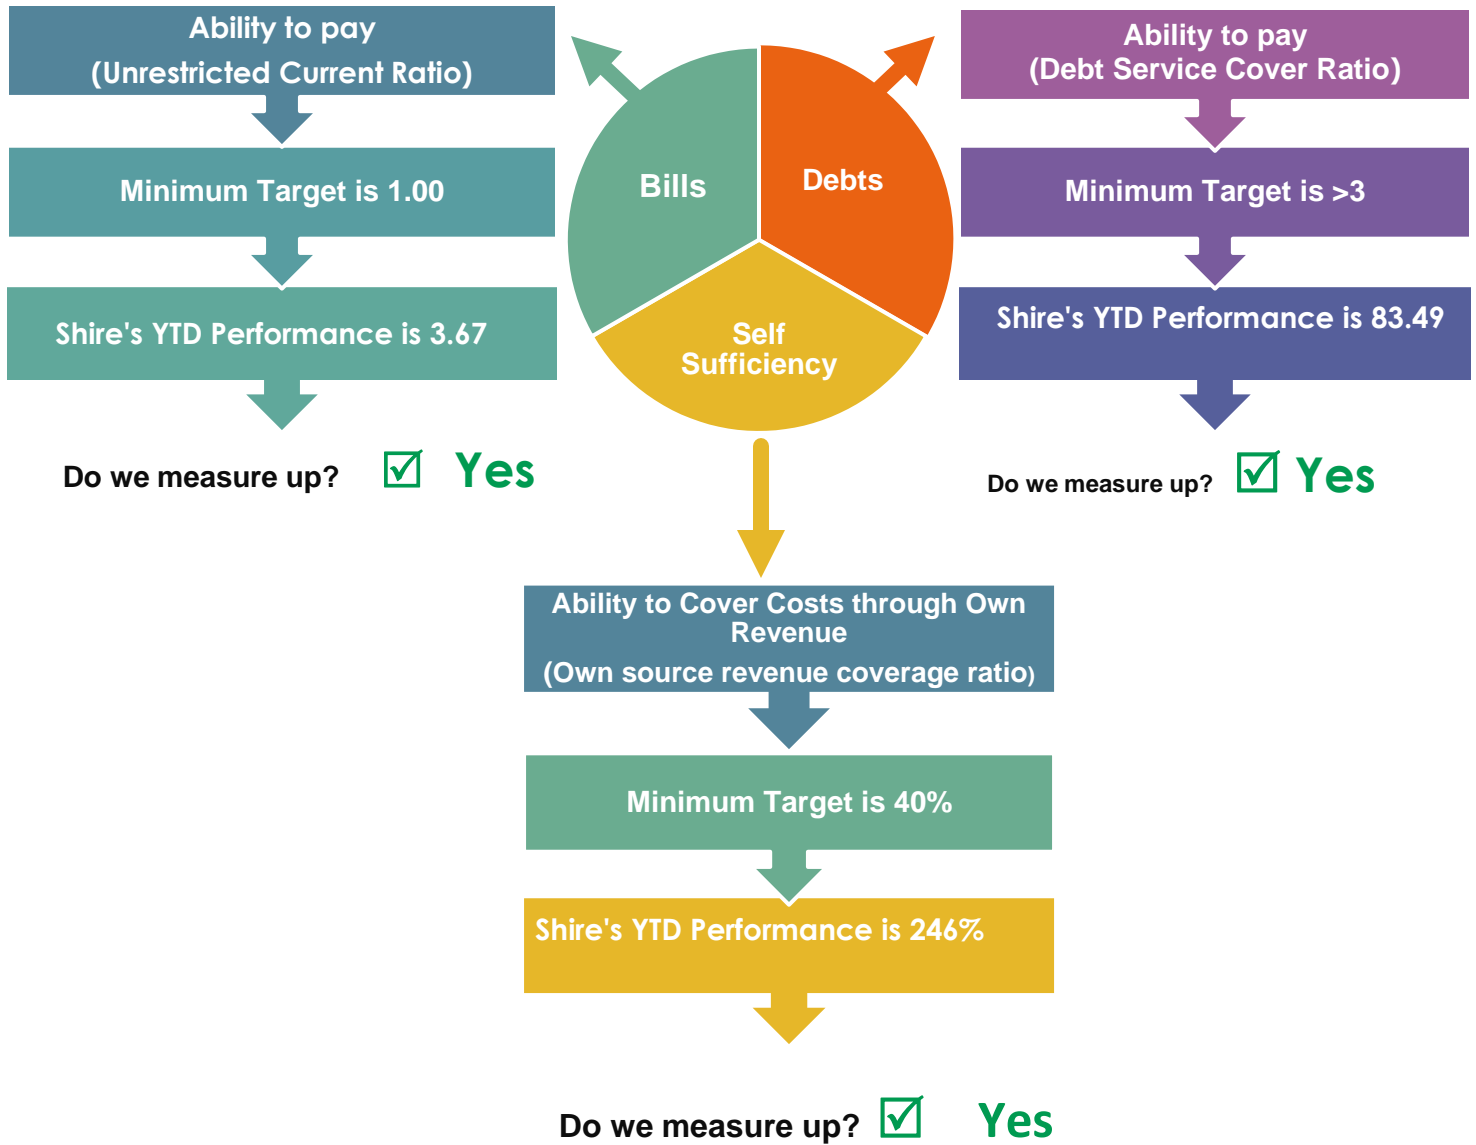 Ability to pay
(Unrestricted Current Ratio)
Minimum Target is 1.00
Shire's YTD Performance is 3.67
Do we measure up? Yes
Bills
Debts
Self
Sufficiency
Ability to pay
(Debt Service Cover Ratio)
Minimum Target is >3
Shire's YTD Performance is 83.49
Do we measure up? Yes
Ability to Cover Costs through Own
Revenue
(Own source revenue coverage ratio)
Minimum Target is 40%
Shire's YTD Performance is 246%
Do we measure up? Yes